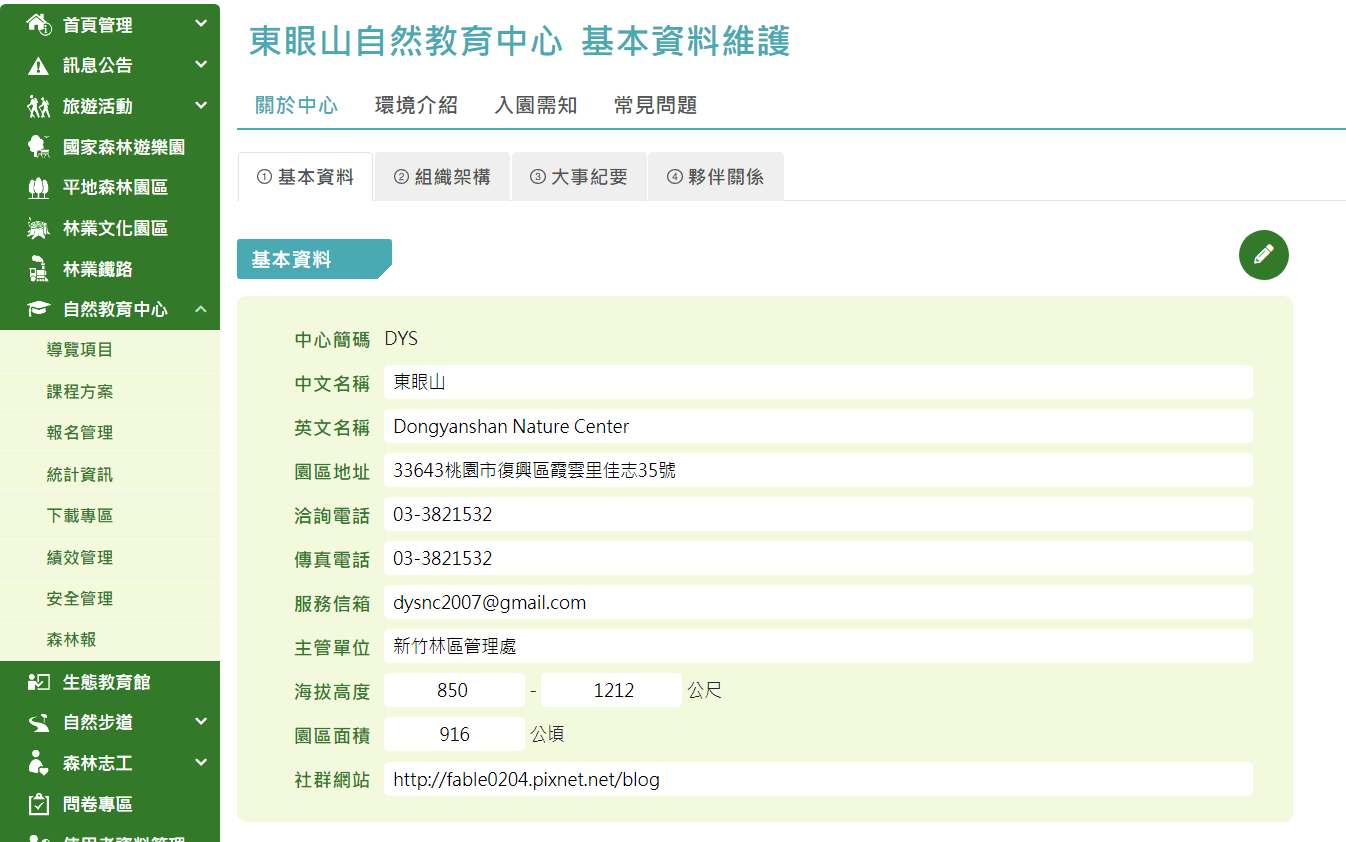 首頁管理
訊息公告
旅遊活動
國家森林遊樂園
平地森林園區
林業文化園區
林業鐵路
自然教育中心
導覽項目
課程方案
報名管理
統計資訊
下載專區
績效管理
安全管理
森林報
生態教育館
自然步道
森林志工
問卷專區
使用者資料管理
東眼山自然教育中心 基本資料維護
關於中心 環境介紹 入園需知 常見問題
① 基本資料 ② 組織架構 ③ 大事紀要 ④ 夥伴關係
基本資料
中心簡碼 DYS
中文名稱 東眼山
英文名稱 Dongyanshan Nature Center
園區地址 33643桃園市復興區霞雲里佳志35號
洽詢電話 03-3821532
傳真電話 03-3821532
服務信箱 dysnc2007@gmail.com
主管單位 新竹林區管理處
海拔高度 850 - 1212 公尺
園區面積 916 公頃
社群網站 http://fable0204.pixnet.net/blog